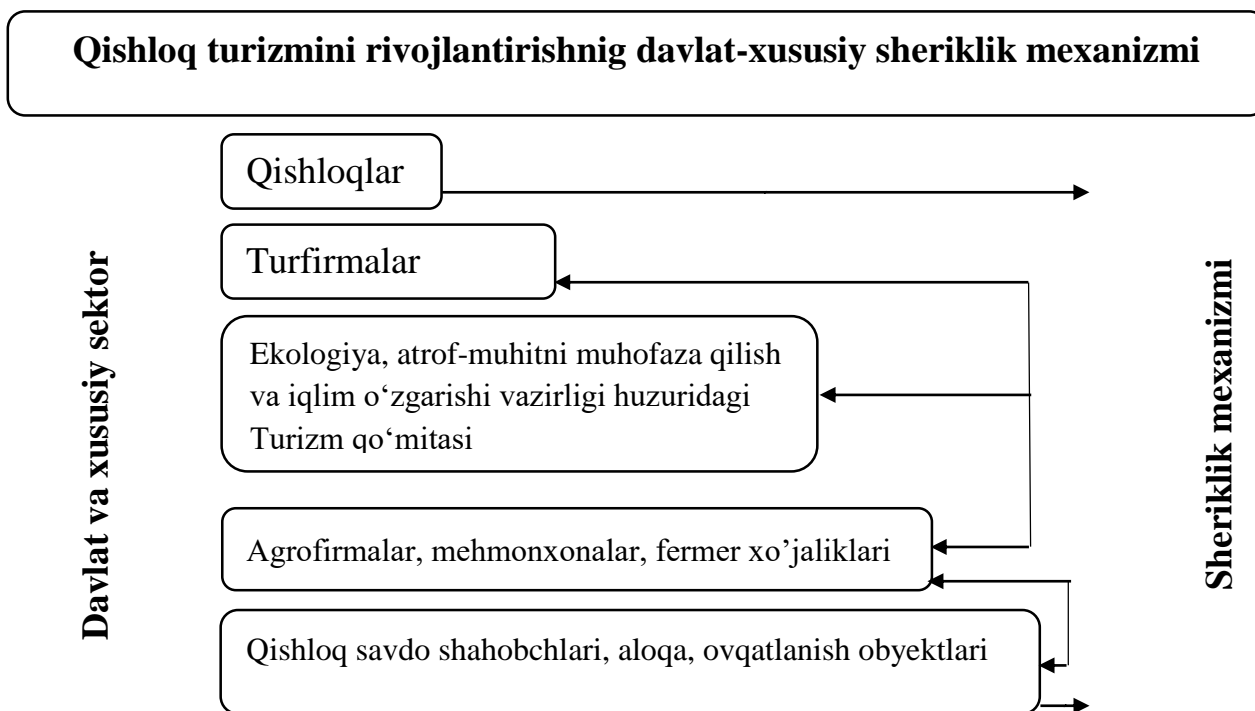 Qishloq turizmini rivojlantirishnig davlat-xususiy sheriklik mexanizmi
Davlat va xususiy sektor
Qishloqlar
Turfirmalar
Ekologiya, atrof-muhitni muhofaza qilish
va iqlim o‘zgarishi vazirligi huzuridagi
Turizm qo‘mitasi
Agrofirmalar, mehmonxonalar, fermer xo’jaliklari
Qishloq savdo shahobchlari, aloqa, ovqatlanish obyektlari
Sheriklik mexanizmi